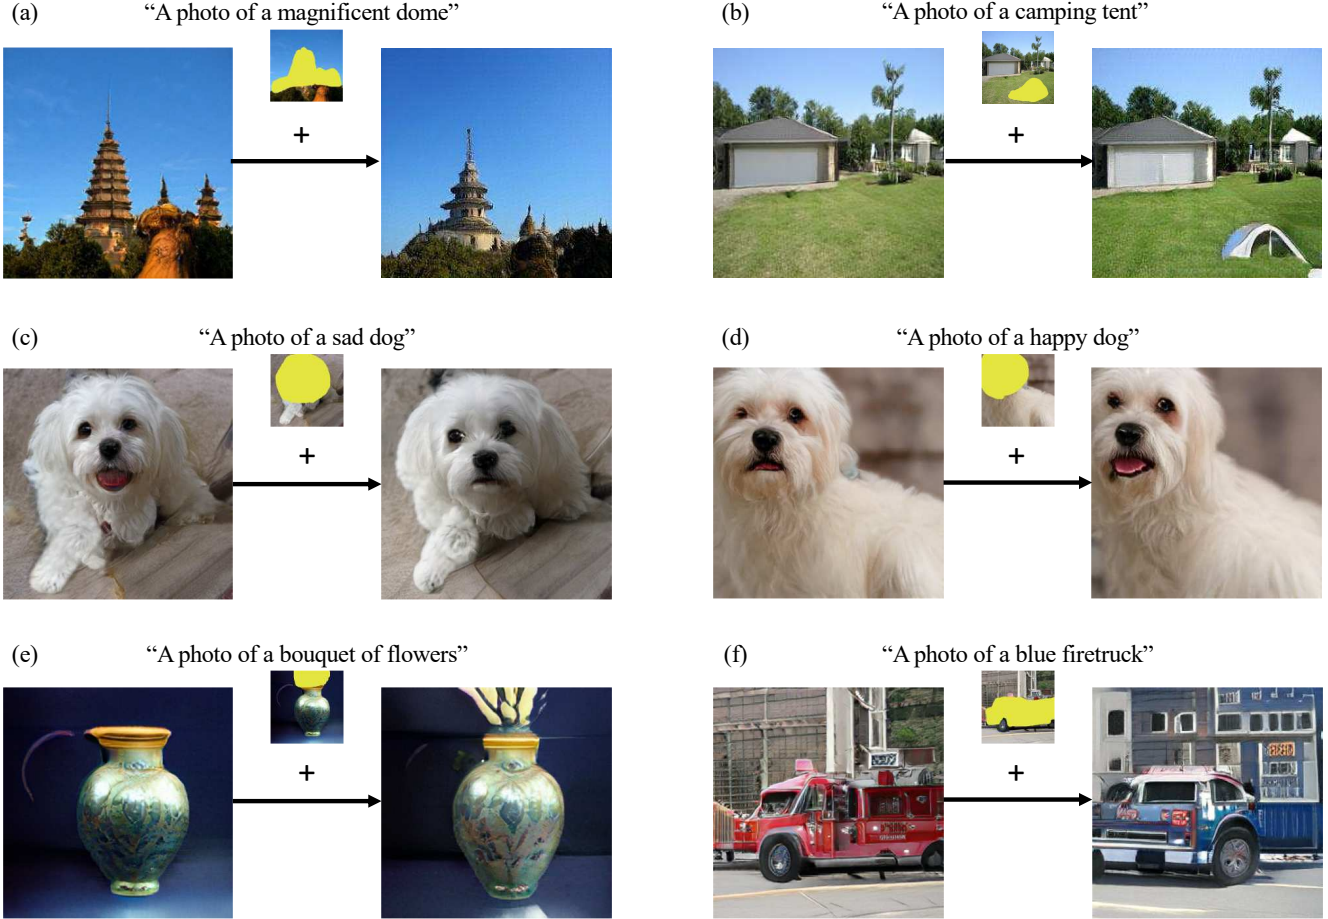 (a) “A photo of a magnificent dome”
(b) “A photo of a camping tent”
+
+
(c) “A photo of a sad dog”
(d) “A photo of a happy dog”
+
+
(e) “A photo of a bouquet of flowers”
(f) “A photo of a blue firetruck”
+
+